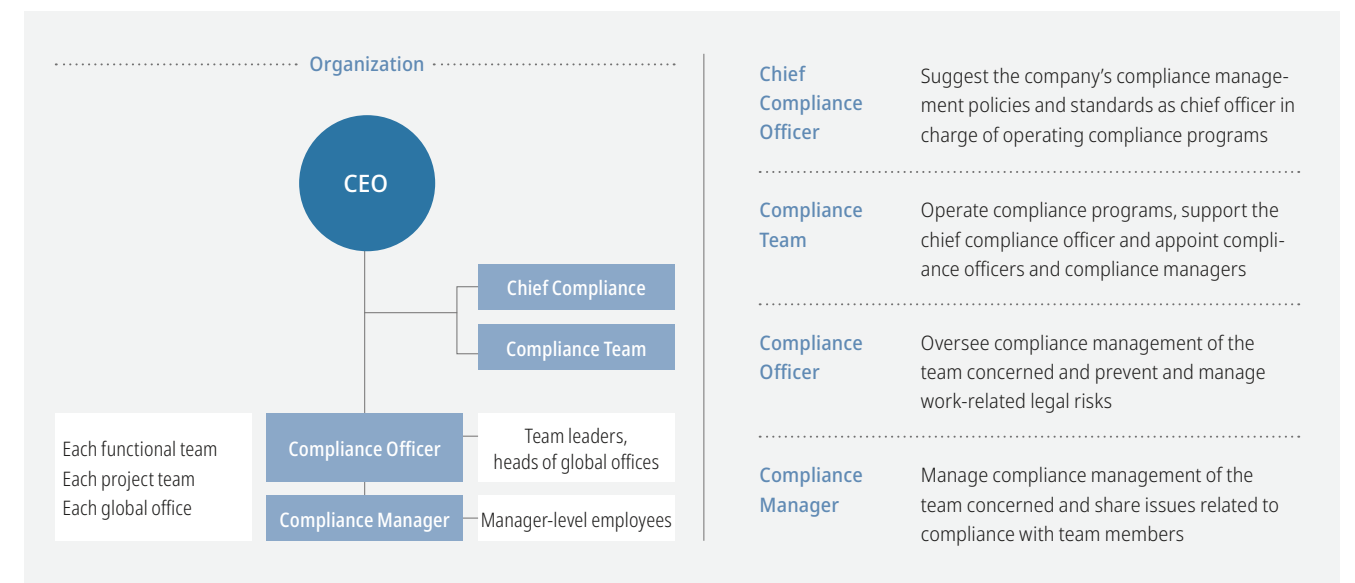 Organization
CEO
Chief Compliance
Compliance Team
Each functional team
Each project team
Each global office
Compliance Officer
Team leaders,
heads of global offices
Compliance Manager
Manager-level employees
Chief
Compliance
Officer
Suggest the company's compliance manage-
ment policies and standards as chief officer in
charge of operating compliance programs
Compliance
Team
Operate compliance programs, support the
chief compliance officer and appoint compli-
ance officers and compliance managers
Compliance
Officer
Oversee compliance management of the
team concerned and prevent and manage
work-related legal risks
Compliance
Manager
Manage compliance management of the
team concerned and share issues related to
compliance with team members